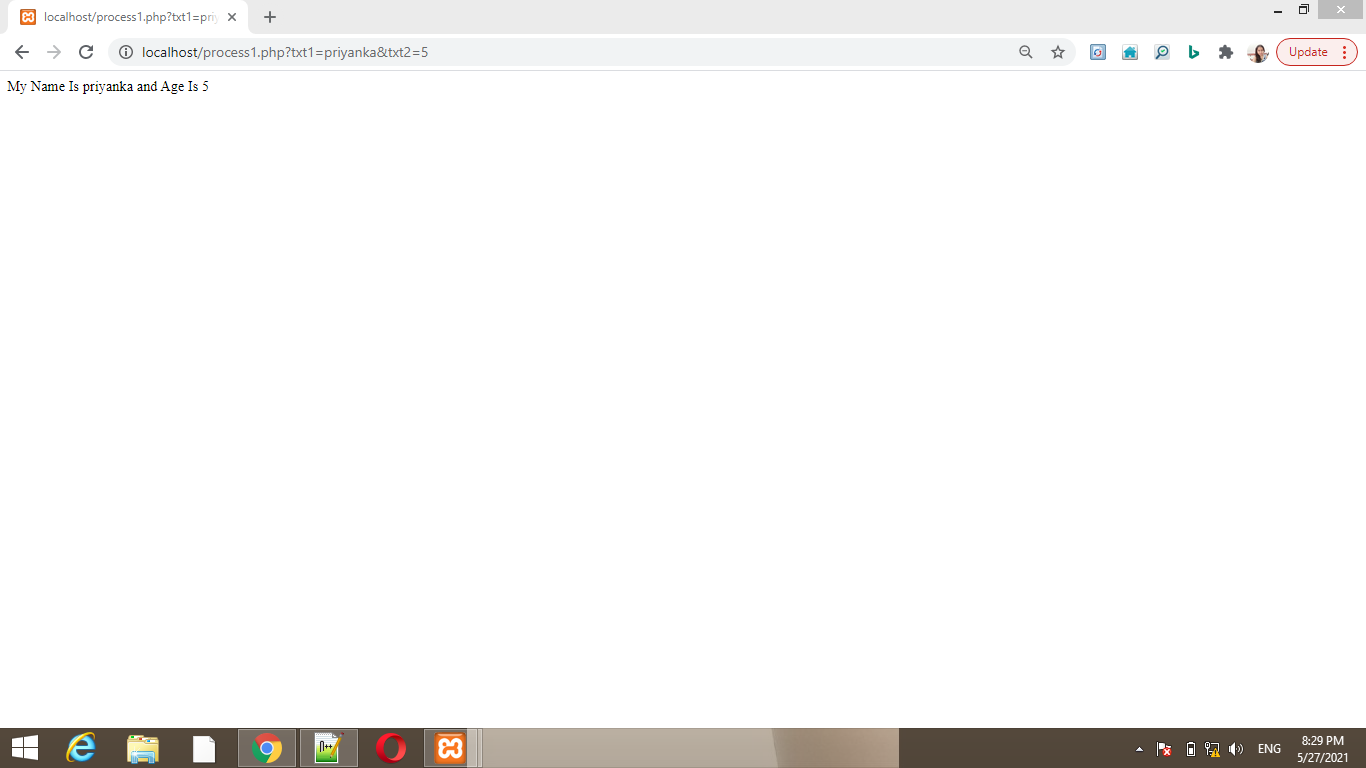 localhost/process1.php?txt1=pri
localhost/process1.php?txt1=priyanka&txt2=5
Update
My Name Is priyanka and Age Is 5
ENG
8:29 PM
5/27/2021